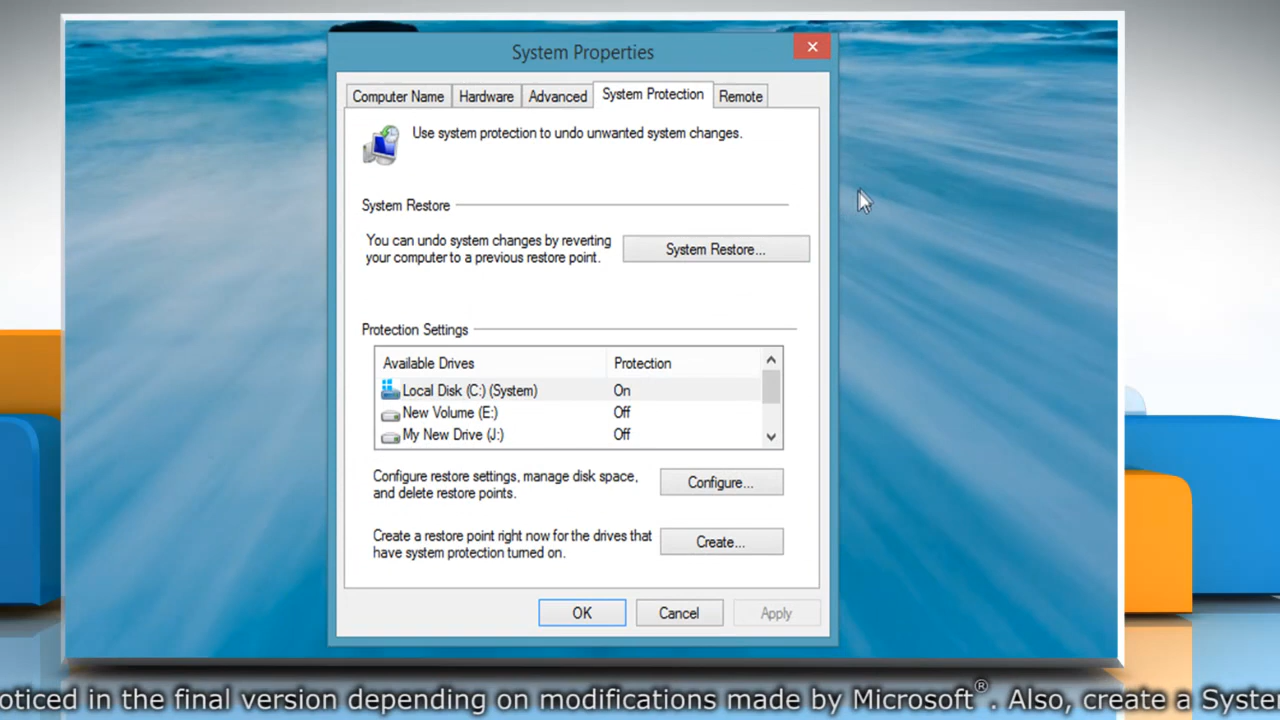 System Properties
Computer Name
Hardware
Advanced
System Protection
Remote
Use system protection to undo unwanted system changes.
System Restore
You can undo system changes by reverting
your computer to a previous restore point.
System Restore...
Protection Settings
Available Drives
Protection
Local Disk (C:) (System)
On
New Volume (E:)
Off
My New Drive (J:)
Off
Configure restore settings, manage disk space,
and delete restore points.
Configure...
Create a restore point right now for the drives that
have system protection turned on.
Create...
OK
Cancel
Apply
oticed in the final version depending on modifications made by Microsoft®. Also, create a Syste